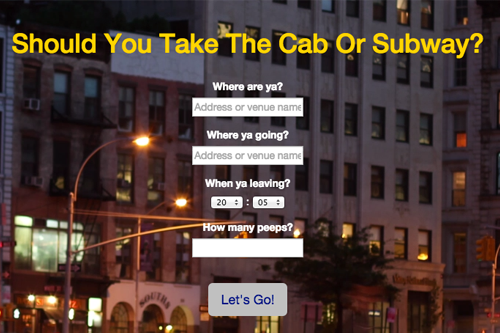 Should You Take The Cab Or Subway?
Where are ya?
Address or venue name
Where ya going?
Address or venue name
When ya leaving?
20 : 05
How many peeps?
Let's Go!